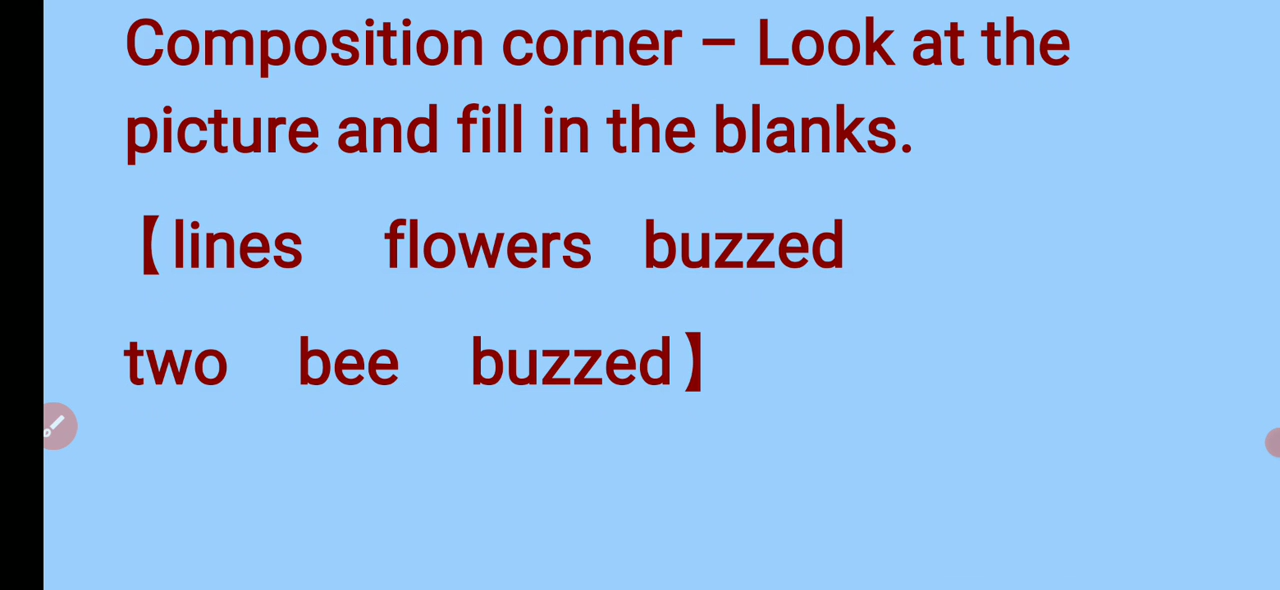 Composition corner – Look at the
picture and fill in the blanks.
【lines flowers buzzed
two bee buzzed】